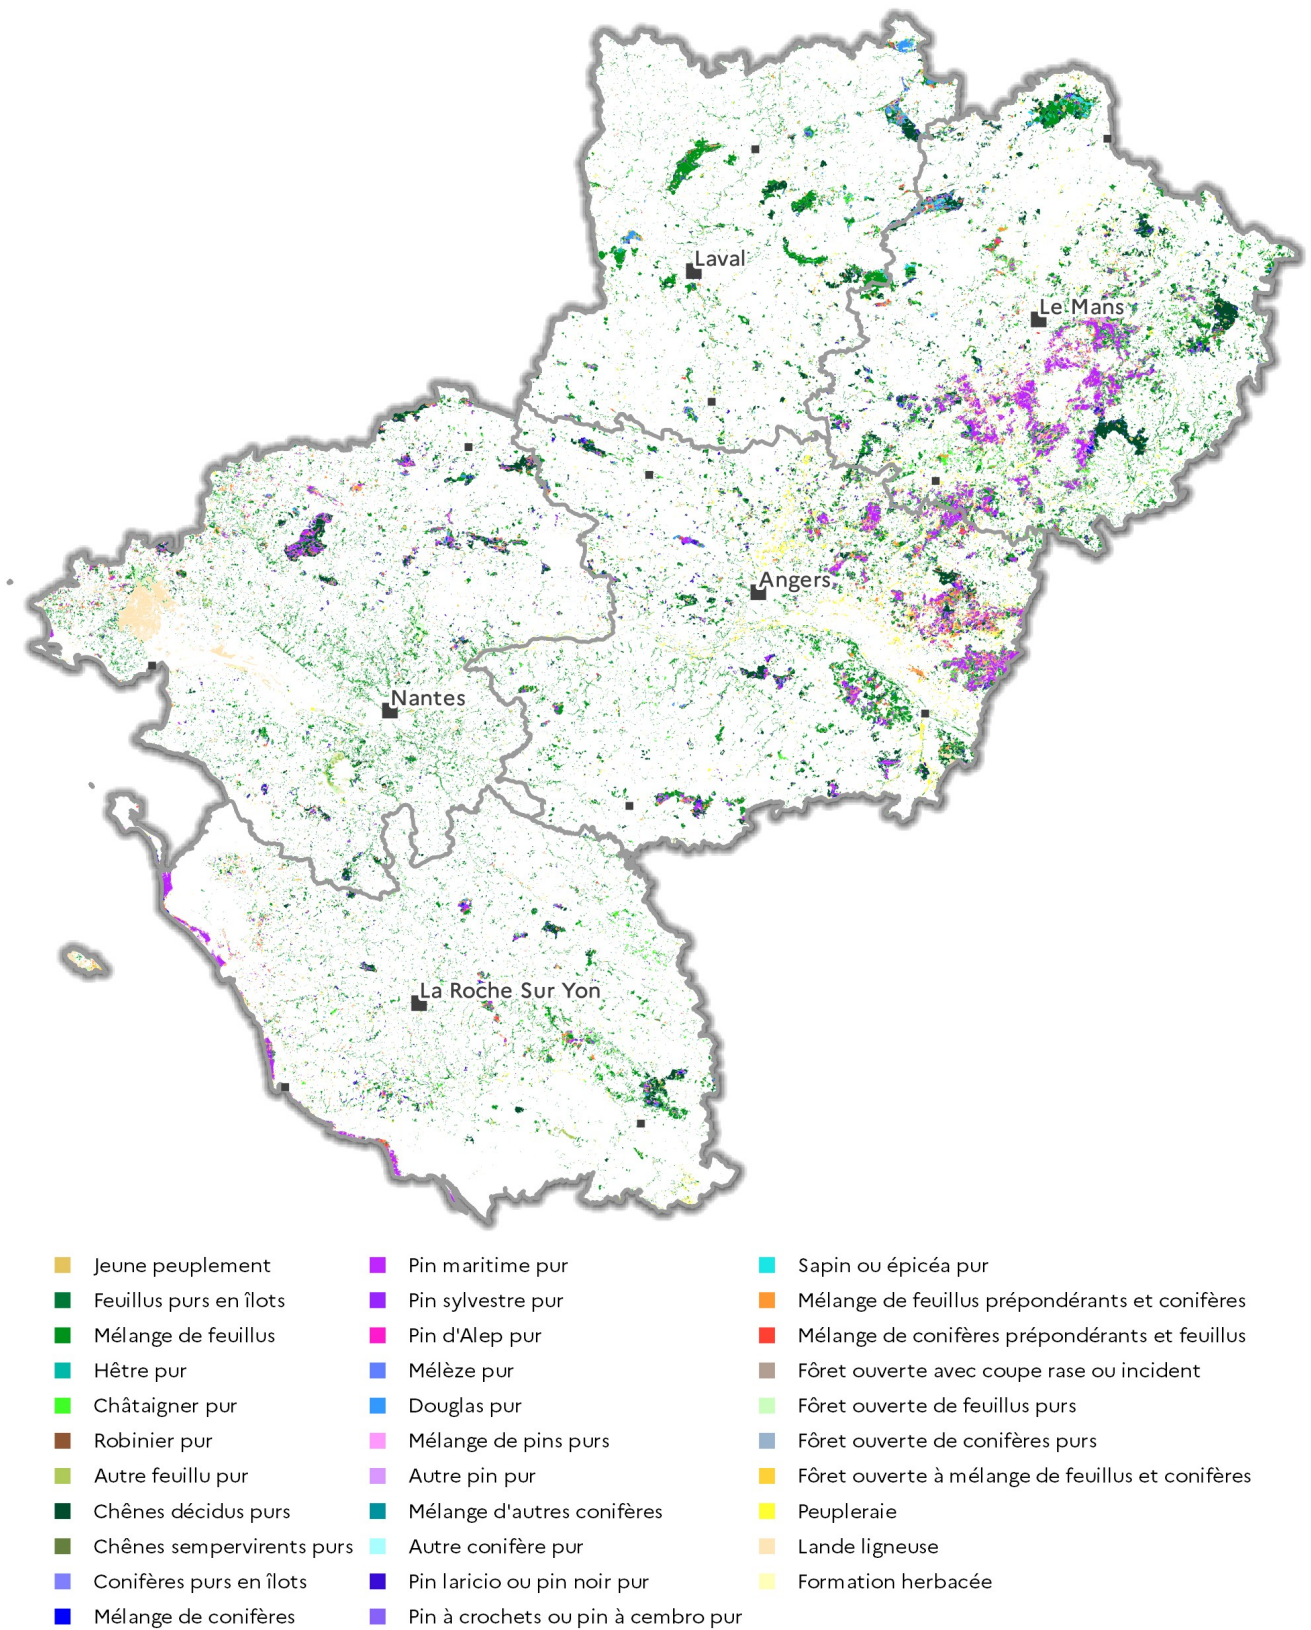 Laval
Le Mans
Angers
Nantes
La Roche Sur Yon
Jeune peuplement
Feuillus purs en îlots
Mélange de feuillus
Hêtre pur
Châtaigner pur
Robinier pur
Autre feuillu pur
Chênes décidus purs
Chênes sempervirents purs
Conifères purs en îlots
Mélange de conifères
Pin maritime pur
Pin sylvestre pur
Pin d'Alep pur
Mélèze pur
Douglas pur
Mélange de pins purs
Autre pin pur
Mélange d'autres conifères
Autre conifère pur
Pin laricio ou pin noir pur
Pin à crochets ou pin à cembro pur
Sapin ou épicéa pur
Mélange de feuillus prépondérants et conifères
Mélange de conifères prépondérants et feuillus
Fôret ouverte avec coupe rase ou incident
Fôret ouverte de feuillus purs
Fôret ouverte de conifères purs
Fôret ouverte à mélange de feuillus et conifères
Peupleraie
Lande ligneuse
Formation herbacée